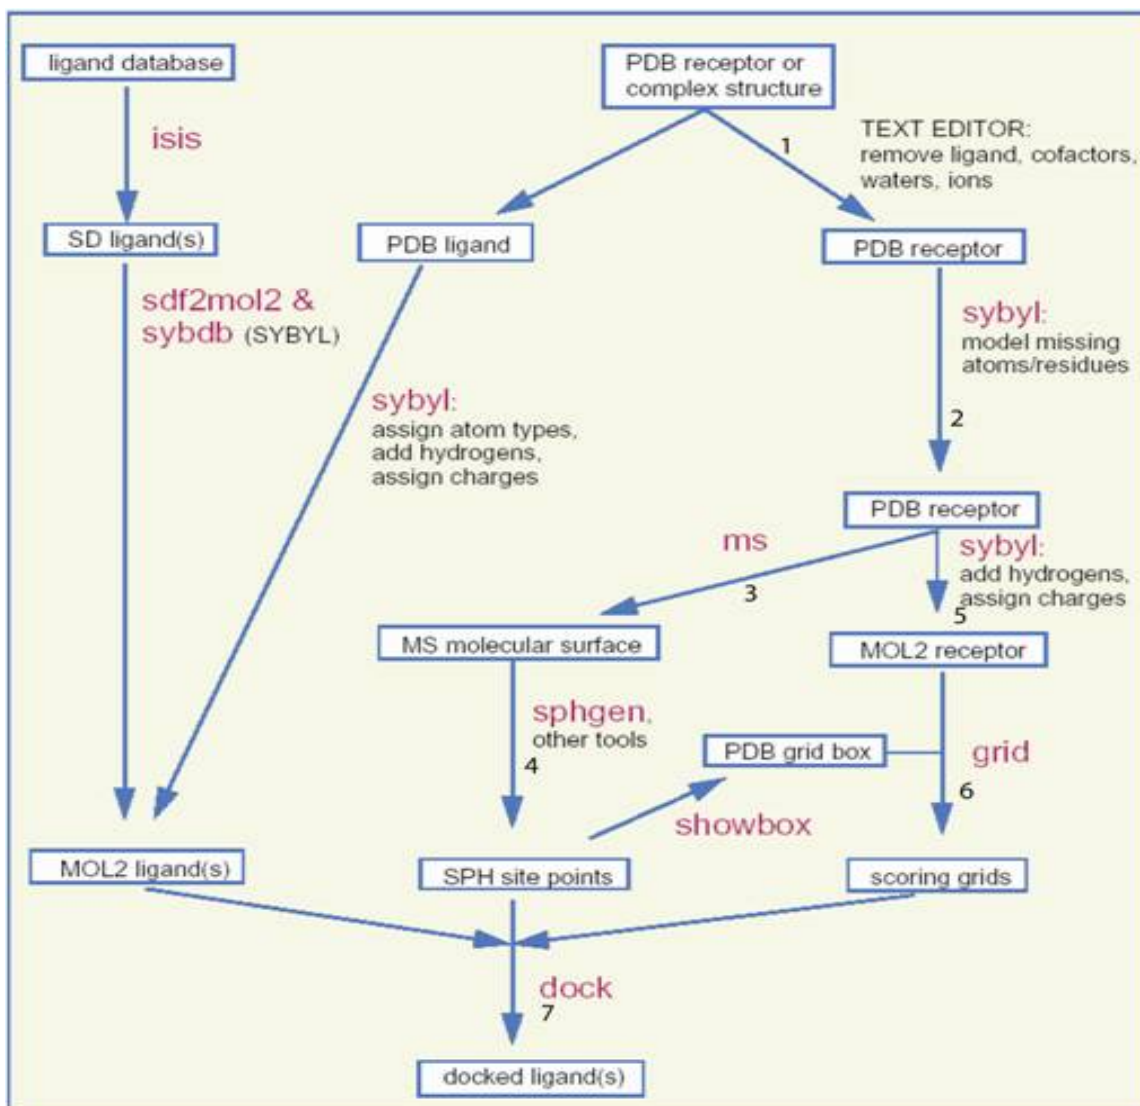 ligand database
PDB receptor or
complex structure
isis
1
TEXT EDITOR:
remove ligand, cofactors,
waters, ions
SD ligand(s)
PDB ligand
PDB receptor
sdf2mol2 &
sybdb (SYBYL)
sybyl:
model missing
atoms/residues
sybyl:
assign atom types,
add hydrogens,
assign charges
2
PDB receptor
ms
3
sybyl:
add hydrogens,
assign charges
5
MS molecular surface
MOL2 receptor
sphgen,
other tools
4
PDB grid box
grid
6
showbox
MOL2 ligand(s)
SPH site points
scoring grids
dock
7
docked ligand(s)